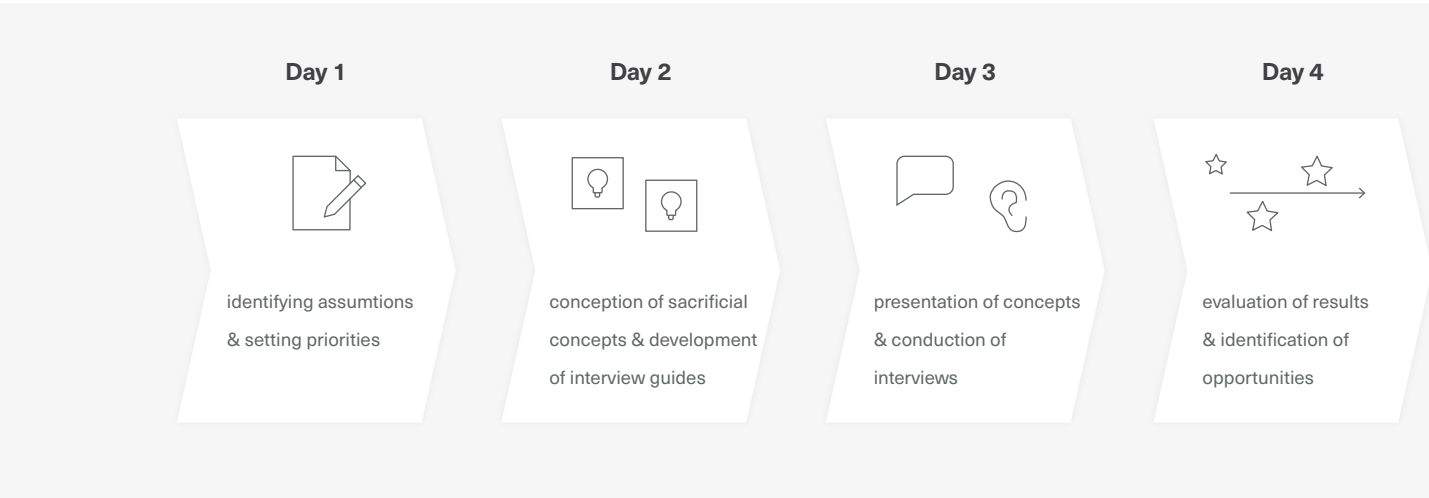 Day 1
identifying assumtions
& setting priorities
Day 2
conception of sacrificial
concepts & development
of interview guides
Day 3
presentation of concepts
& conduction of
interviews
Day 4
evaluation of results
& identification of
opportunities